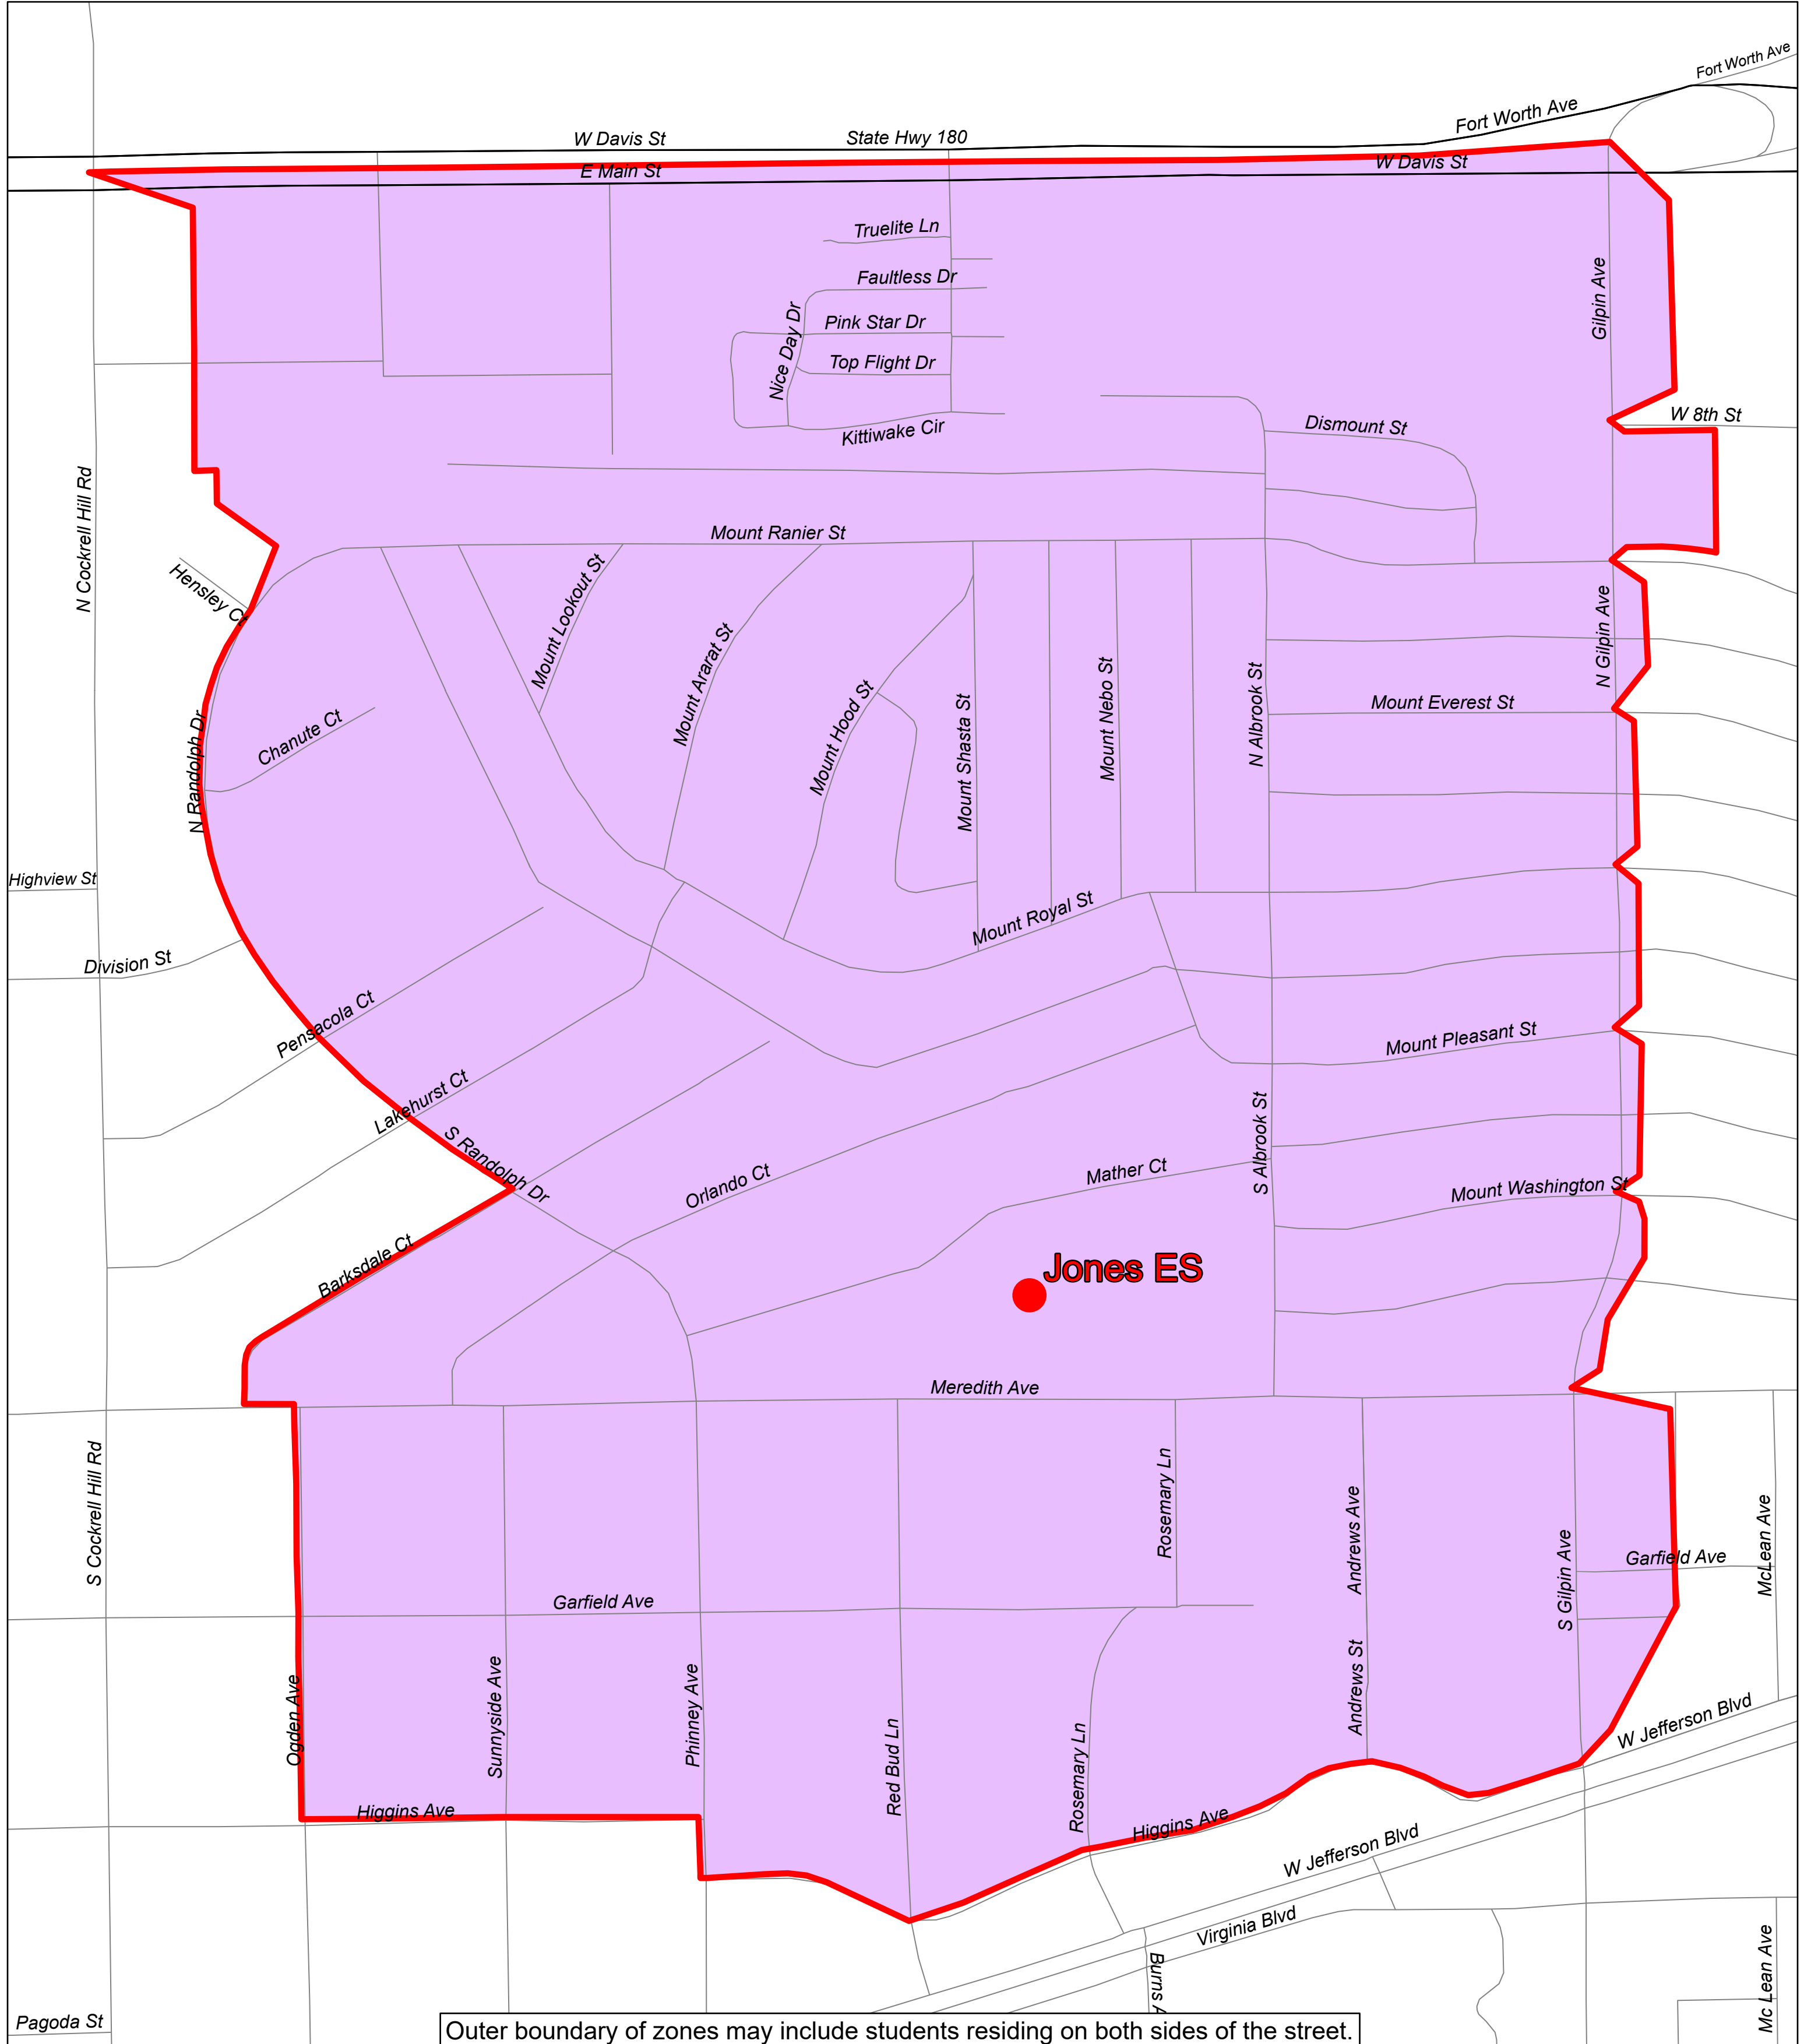 Fort Worth Ave
Fort Worth Ave
W Davis St
State Hwy 180
W Davis St
E Main St
Truelite Ln
Faultless Dr
Gilpin Ave
Nice Day Dr
Pink Star Dr
Top Flight Dr
W 8th St
Kittiwake Cir
Dismount St
N Cockrell Hill Rd
Mount Ranier St
Hensley Ct
Mount Lookout St
Mount Ararat St
N Gilpin Ave
Mount Hood St
Mount Shasta St
Mount Nebo St
N Albrook St
Mount Everest St
Chanute Ct
N Randolph Dr
Highview St
Mount Royal St
Division St
Pensacola Ct
Mount Pleasant St
Lakehurst Ct
S Randolph Dr
Orlando Ct
Mather Ct
S Albrook St
Mount Washington St
Barksdale Ct
Jones ES
Meredith Ave
S Cockrell Hill Rd
Rosemary Ln
Andrews Ave
S Gilpin Ave
Garfield Ave
McLean Ave
Garfield Ave
Ogden Ave
Sunnyside Ave
Phinney Ave
Red Bud Ln
Rosemary Ln
Andrews St
W Jefferson Blvd
Higgins Ave
Higgins Ave
W Jefferson Blvd
Virginia Blvd
Burns A
Mc Lean Ave
Pagoda St
Outer boundary of zones may include students residing on both sides of the street.